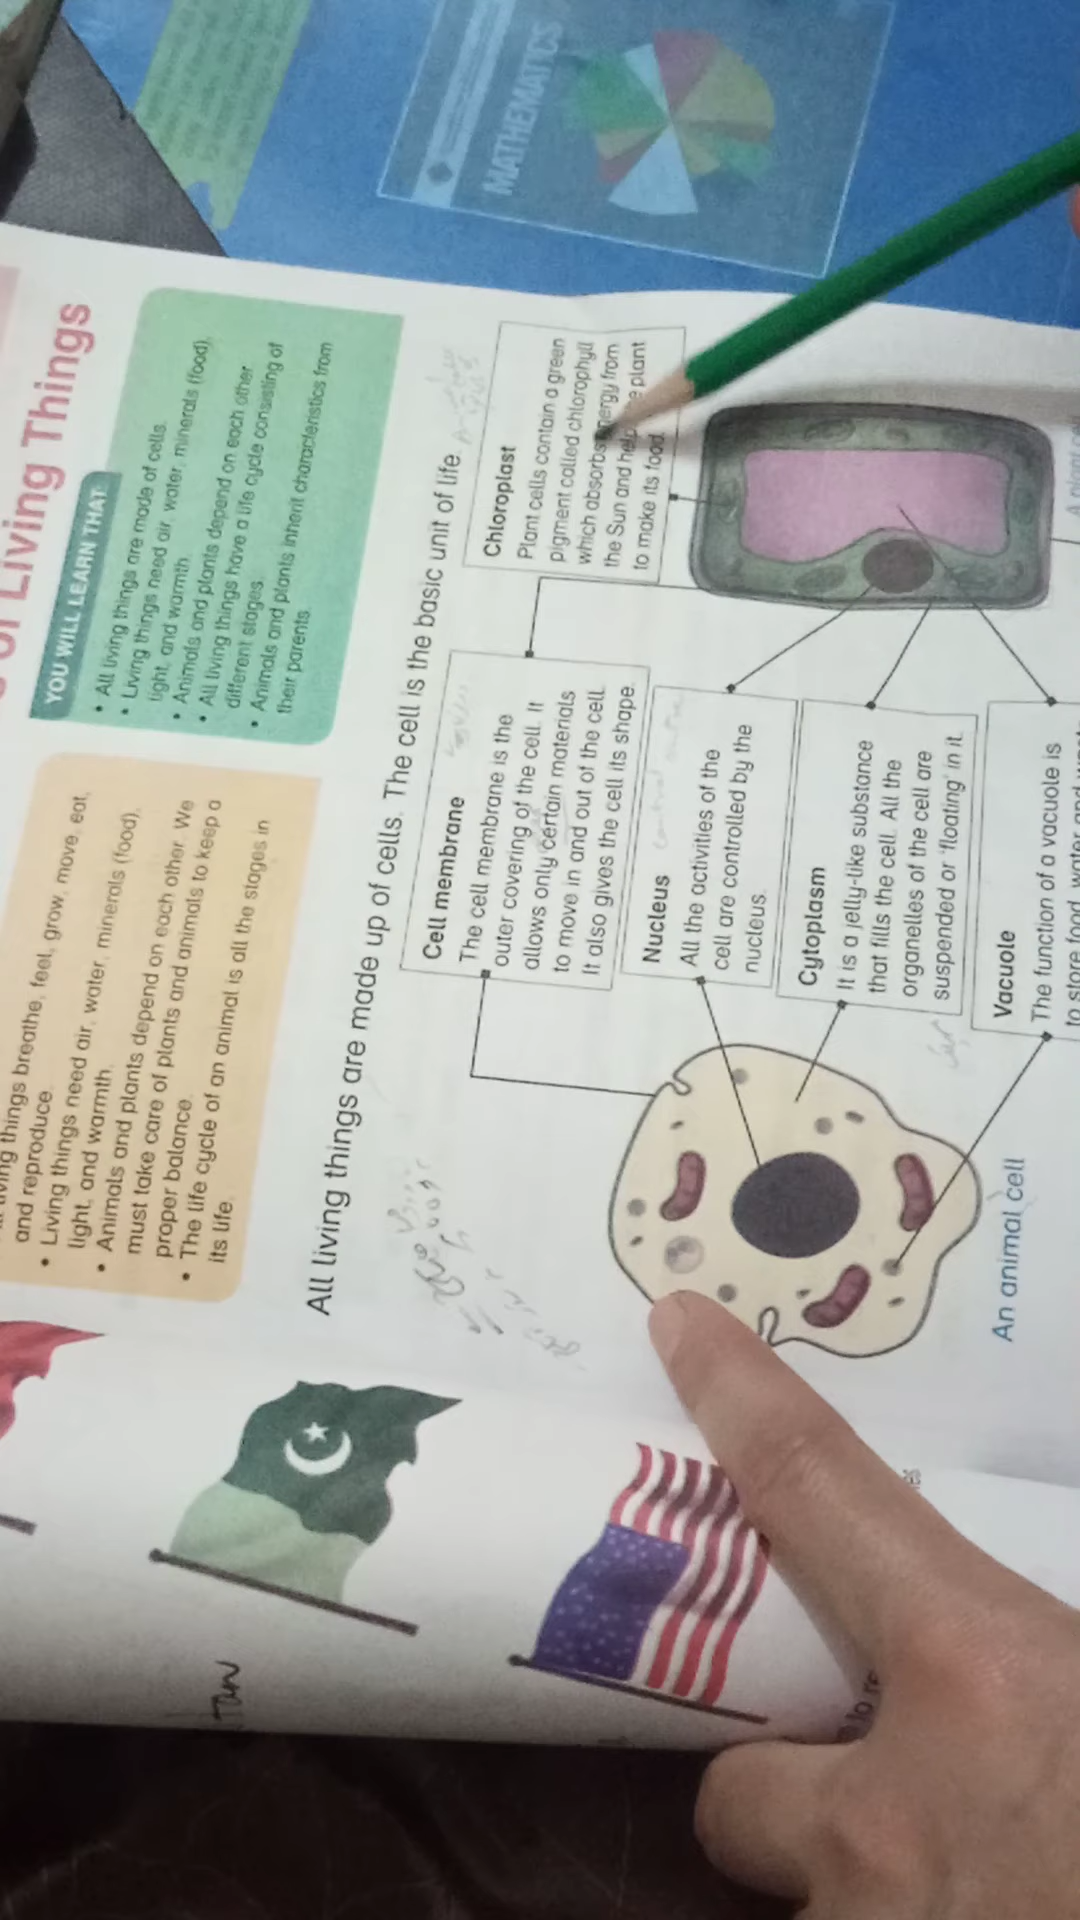 MATHEMATICS
of Living Things
things breathe, feel, grow, move, eat,
and reproduce.
• Living things need air, water, minerals (food),
light, and warmth.
• Animals and plants depend on each other. We
must take care of plants and animals to keep a
proper balance.
• The life cycle of an animal is all the stages in
its life.
YOU WILL LEARN THAT:
• All living things are made of cells.
• Living things need air, water, minerals (food),
light, and warmth.
• Animals and plants depend on each other.
• All living things have a life cycle consisting of
different stages.
• Animals and plants inherit characteristics from
their parents.
All living things are made up of cells. The cell is the basic unit of life.
Cell membrane
The cell membrane is the
outer covering of the cell. It
allows only certain materials
to move in and out of the cell.
It also gives the cell its shape.
Chloroplast
Plant cells contain a green
pigment called chlorophyll
which absorbs energy from
the Sun and plant
to make its food.
Nucleus
All the activities of the
cell are controlled by the
nucleus.
Cytoplasm
It is a jelly-like substance
that fills the cell. All the
organelles of the cell are
suspended or 'floating' in it.
Vacuole
The function of a vacuole is
to store food, water and
An animal cell
A plant cell